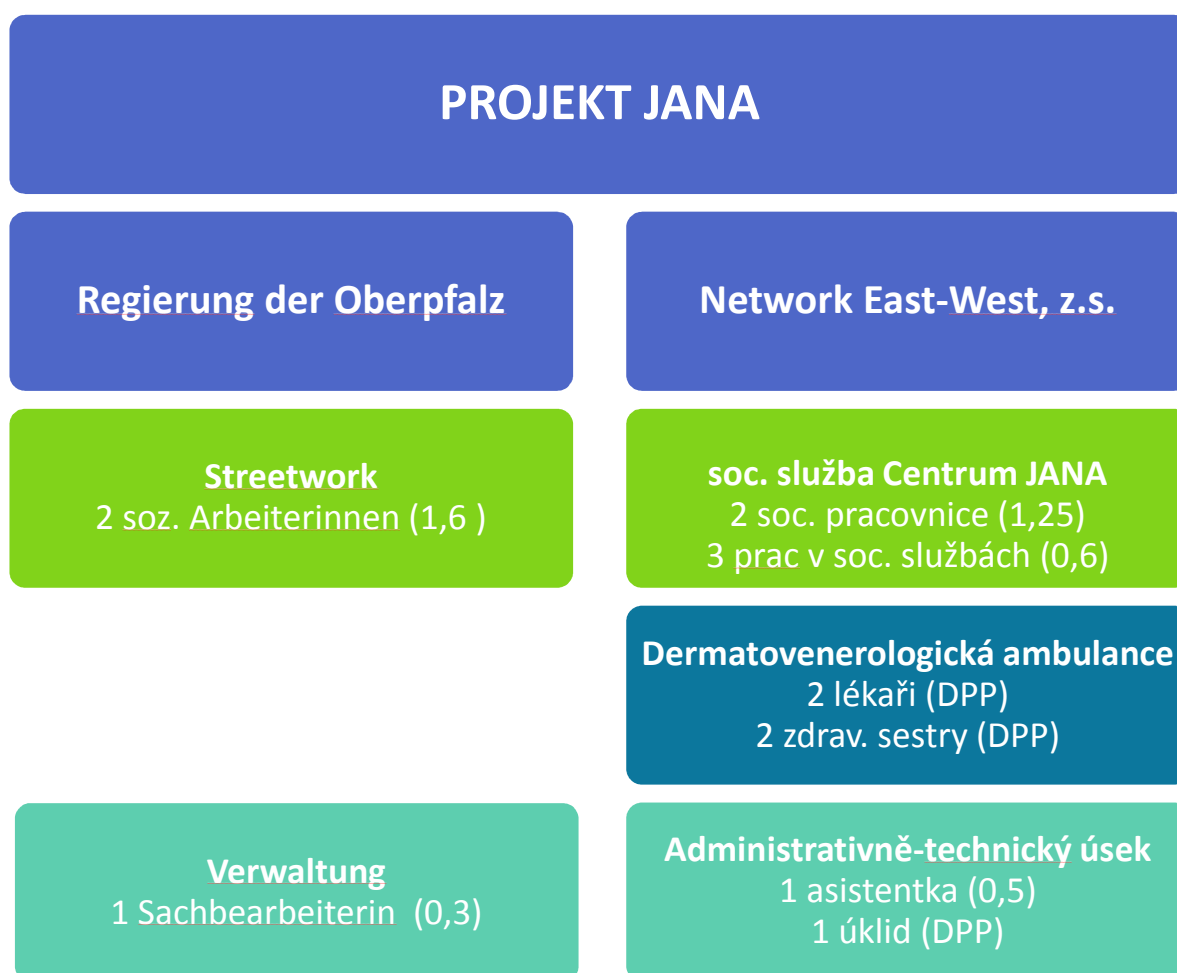 PROJEKT JANA
Regierung der Oberpfalz
Network East-West, z.s.
Streetwork
2 soz. Arbeiterinnen (1,6 )
soc. služba Centrum JANA
2 soc. pracovnice (1,25)
3 prac v soc. službách (0,6)
Dermatovenerologická ambulance
2 lékaři (DPP)
2 zdrav. sestry (DPP)
Verwaltung
1 Sachbearbeiterin (0,3)
Administrativně-technický úsek
1 asistentka (0,5)
1 úklid (DPP)